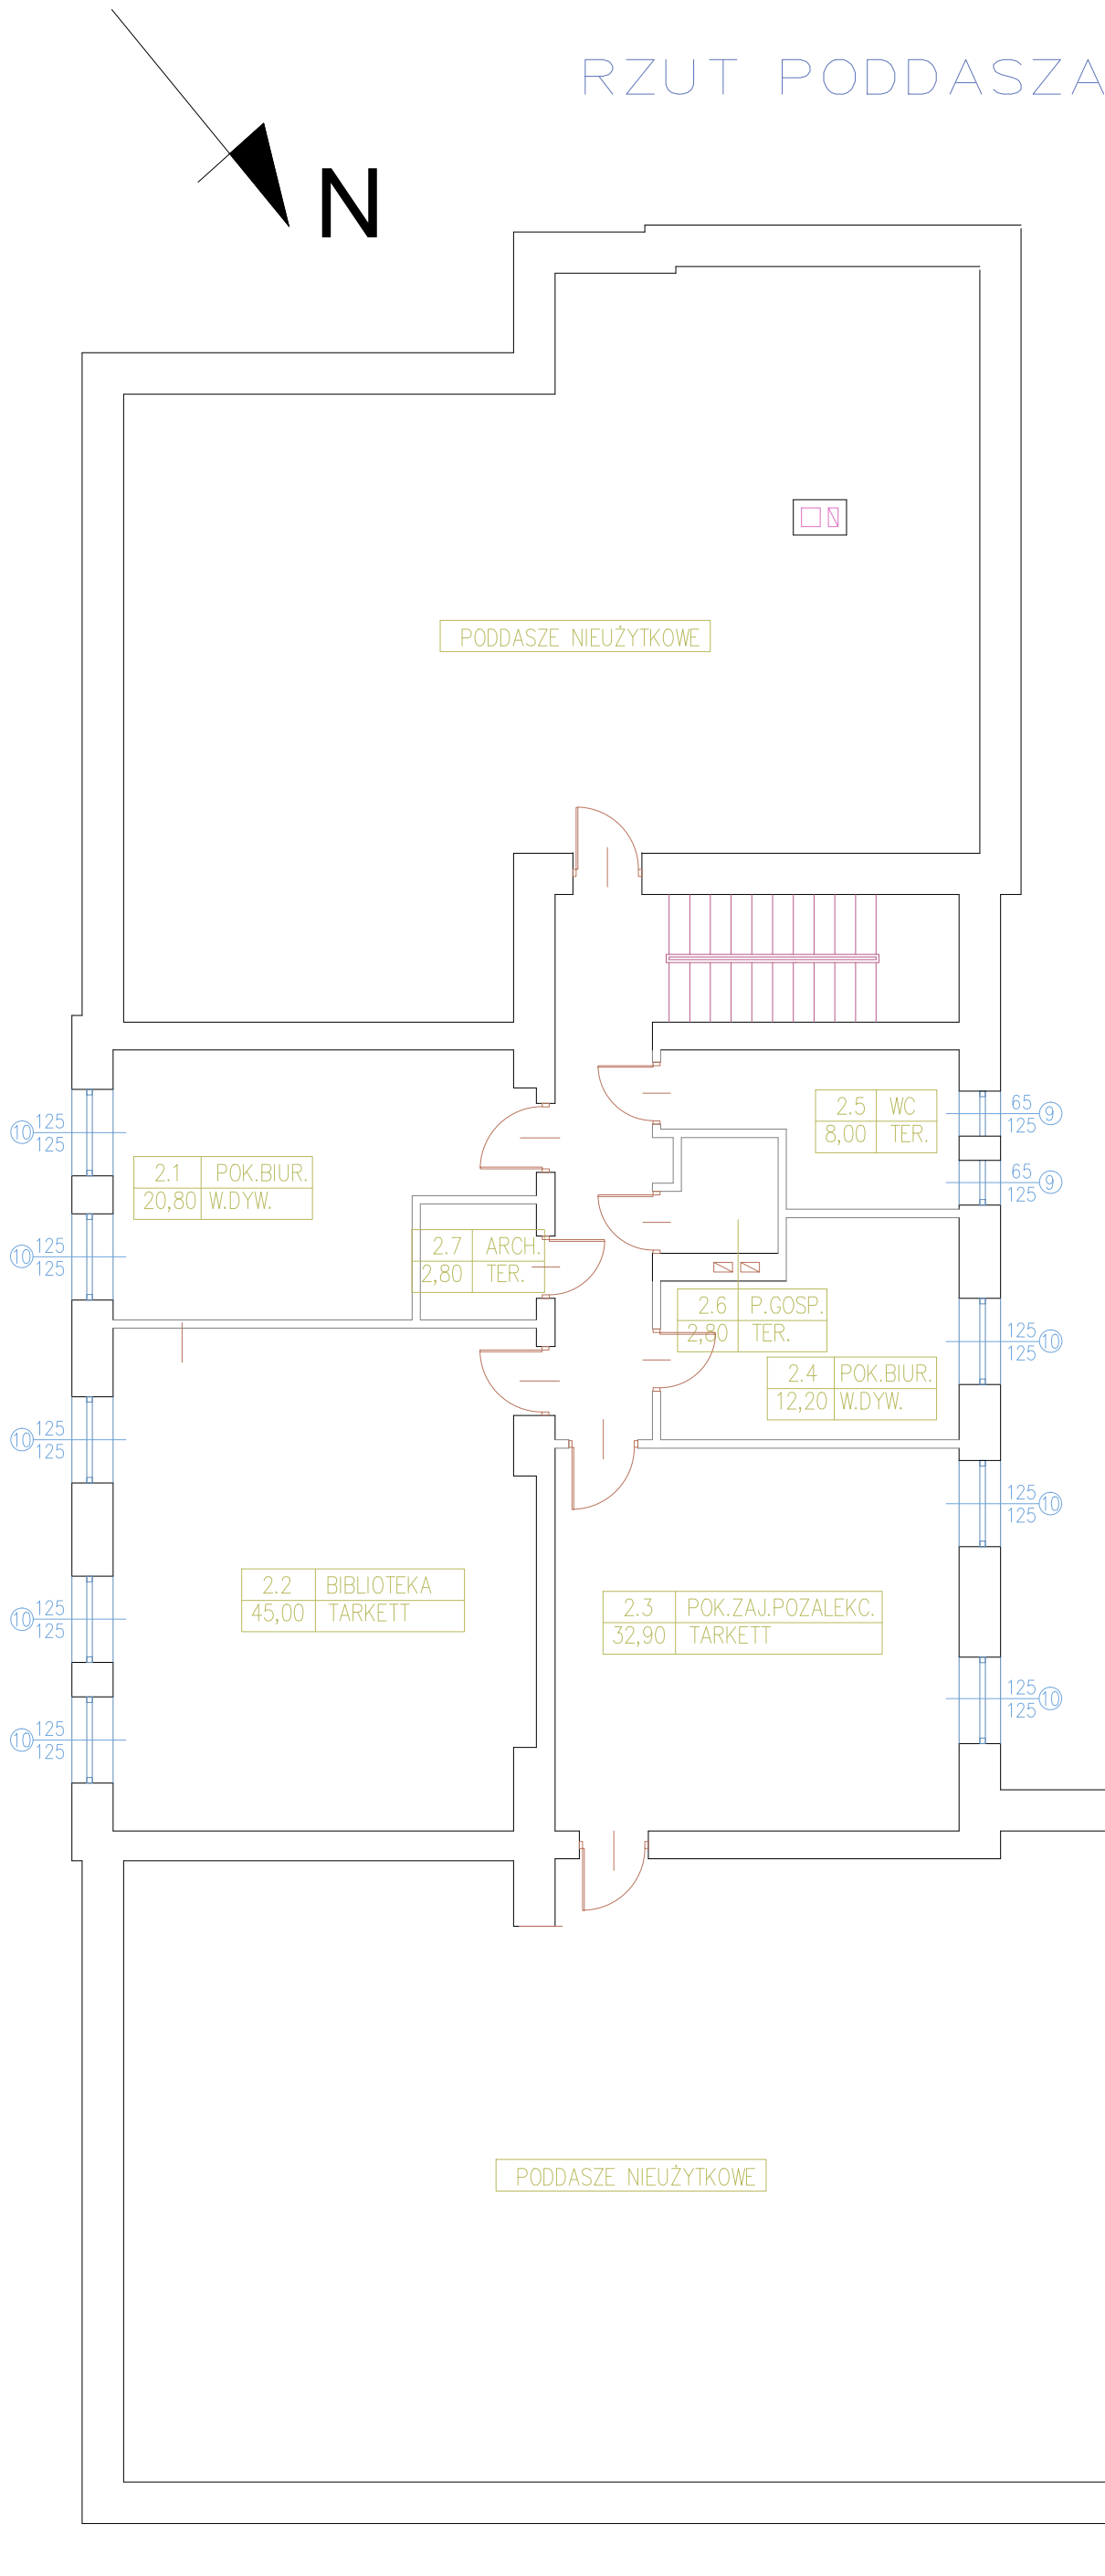 RZUT PODDASZA
N
PODDASZE NIEUŻYTKOWE
2.5 WC
8,00 TER.
65
125 9
65
125 9
10 125
125
2.1 POK.BIUR.
20,80 W.DYW.
10 125
125
2.7 ARCH.
2,80 TER.
2.6 P.GOSP.
2,80 TER.
125
125 10
2.4 POK.BIUR.
12,20 W.DYW.
10 125
125
125
125 10
2.2 BIBLIOTEKA
45,00 TARKETT
10 125
125
2.3 POK.ZAJ.POZALEKC.
32,90 TARKETT
125
125 10
10 125
125
PODDASZE NIEUŻYTKOWE